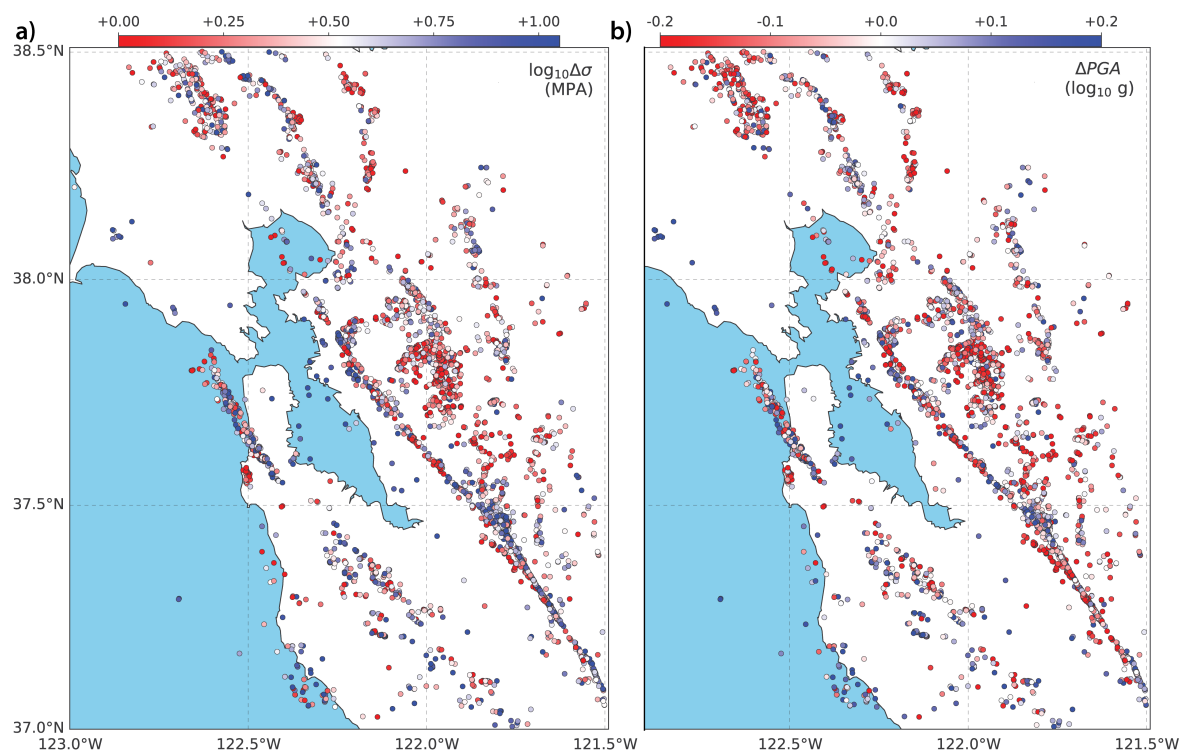 a)
+0.00 +0.25 +0.50 +0.75 +1.00
log₁₀Δσ
(MPA)
38.5°N
38.0°N
37.5°N
37.0°N
123.0°W 122.5°W 122.0°W 121.5°W
b)
-0.2 -0.1 +0.0 +0.1 +0.2
ΔPGA
(log₁₀ g)
122.5°W 122.0°W 121.5°W